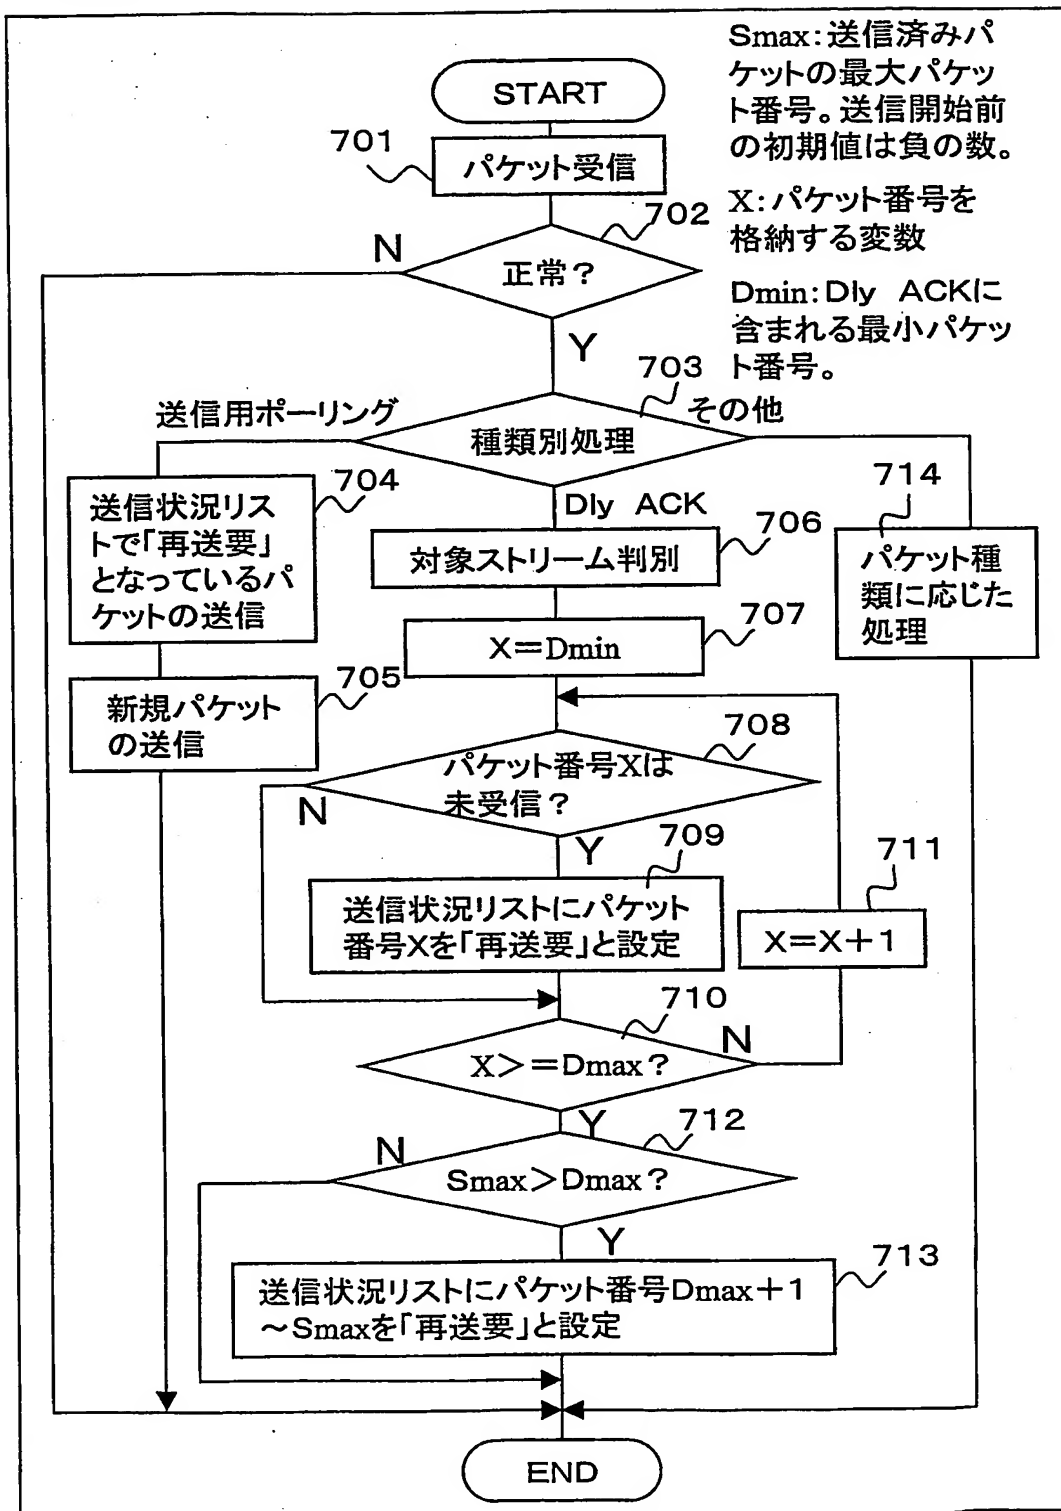 Smax:送信済みパ
ケットの最大パケッ
ト番号。送信開始前
の初期値は負の数。
X:パケット番号を
格納する変数
Dmin:Dly ACKに
含まれる最小パケッ
ト番号。
START
701
パケット受信
702
N
正常?
Y
703
送信用ポーリング
その他
種類別処理
704
送信状況リス
トで「再送要」
となっているパ
ケットの送信
Dly ACK
706
対象ストリーム判別
714
パケット種
類に応じた
処理
707
X=Dmin
705
新規パケット
の送信
708
パケット番号Xは
未受信?
N
Y
709
送信状況リストにパケット
番号Xを「再送要」と設定
711
X=X+1
710
X>=Dmax?
N
Y
712
N
Smax>Dmax?
Y
713
送信状況リストにパケット番号Dmax+1
~Smaxを「再送要」と設定
END